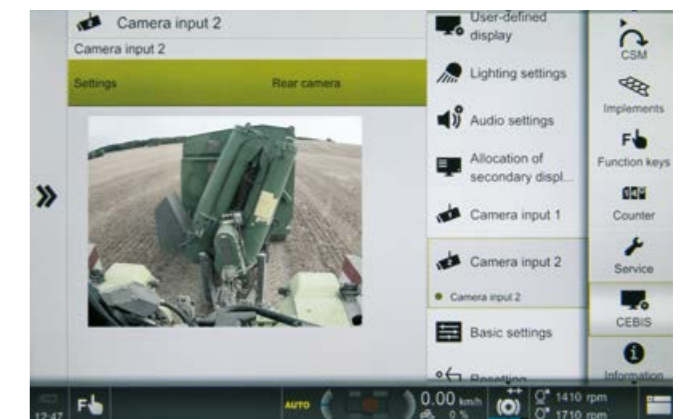 Camera input 2
Camera input 2
Settings
Rear camera
User-defined
display
Lighting settings
Audio settings
Allocation of
secondary displ...
Camera input 1
Camera input 2
Camera input 2
Basic settings
Resetting
CSM
Implements
F
Function keys
Counter
Service
CEBIS
Information
12:47
F
AUTO
0.00 km/h
0 %
1410 rpm
1710 rpm